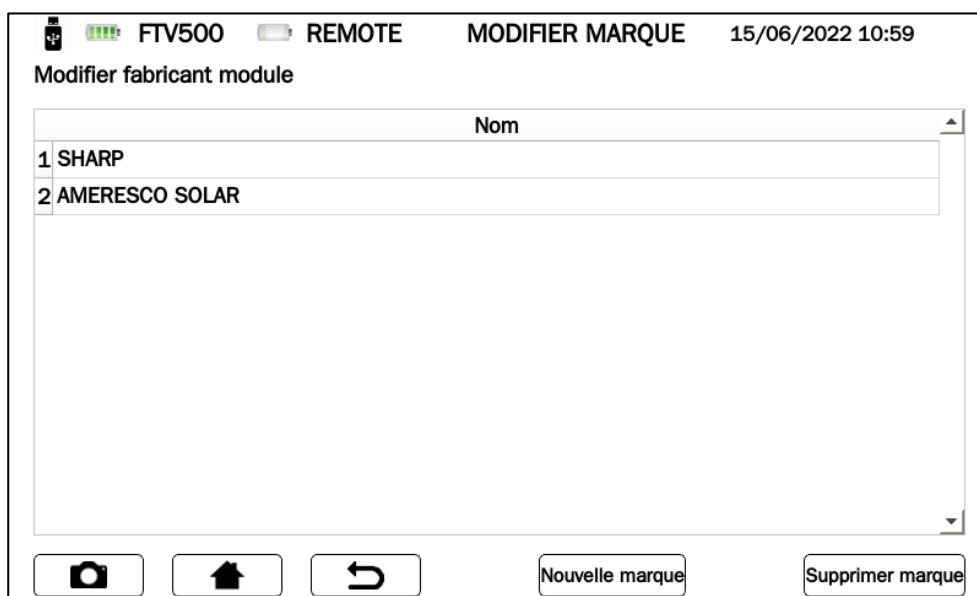 FTV500 REMOTE MODIFIER MARQUE 15/06/2022 10:59
Modifier fabricant module
Nom
1 SHARP
2 AMERESCO SOLAR
Nouvelle marque Supprimer marque